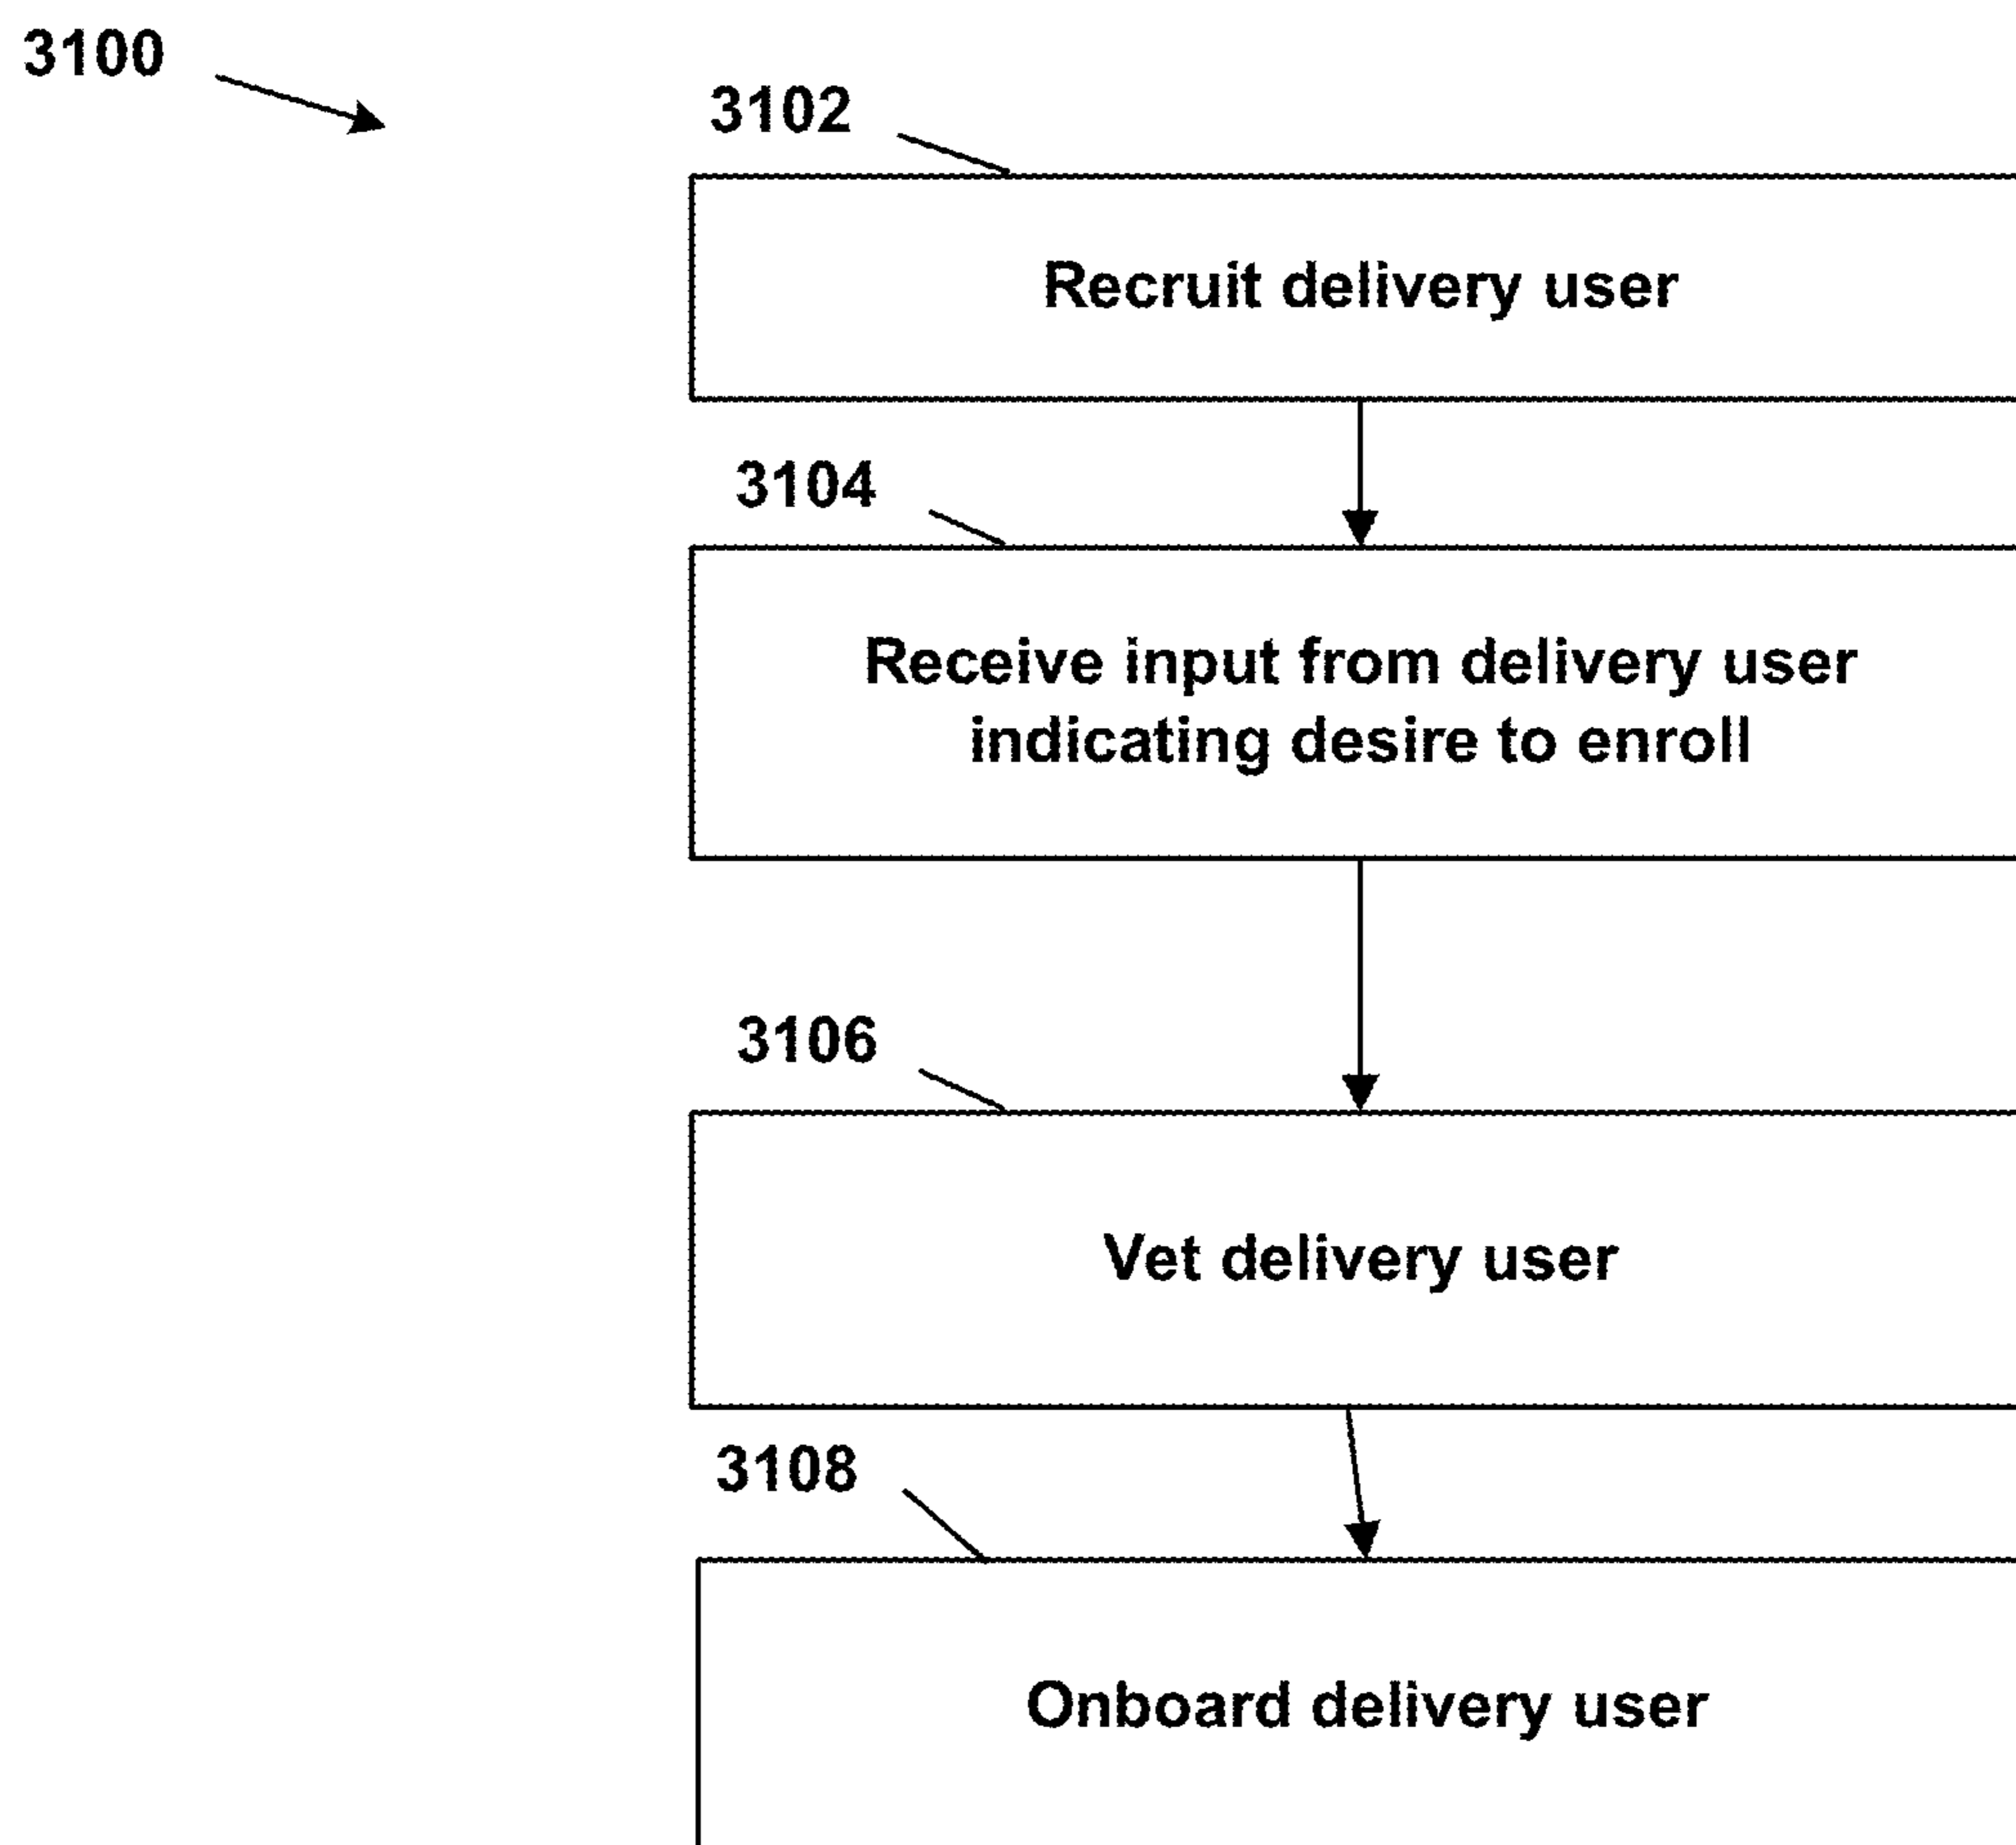 3100
3102
Recruit delivery user
3104
Receive input from delivery user
indicating desire to enroll
3106
Vet delivery user
3108
Onboard delivery user